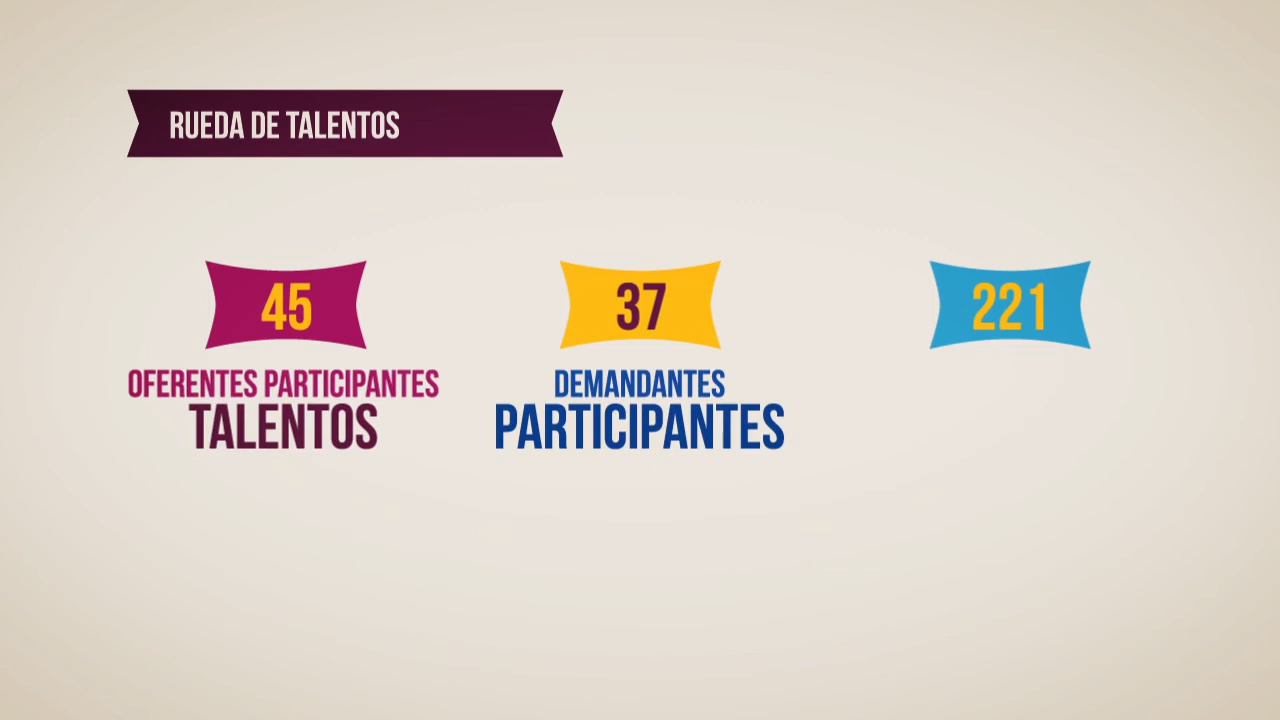 RUEDA DE TALENTOS
45
OFERENTES PARTICIPANTES
TALENTOS
37
DEMANDANTES
PARTICIPANTES
221